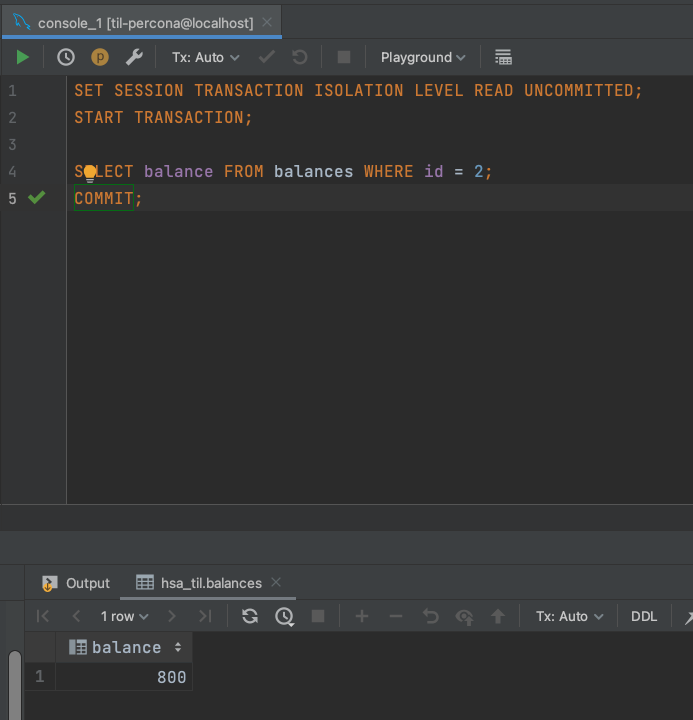 console_1 [til-percona@localhost]
Tx: Auto Playground
1 SET SESSION TRANSACTION ISOLATION LEVEL READ UNCOMMITTED;
2 START TRANSACTION;
3
4 SELECT balance FROM balances WHERE id = 2;
5 COMMIT;
Output hsa_til.balances
1 row Tx: Auto DDL
balance
1 800